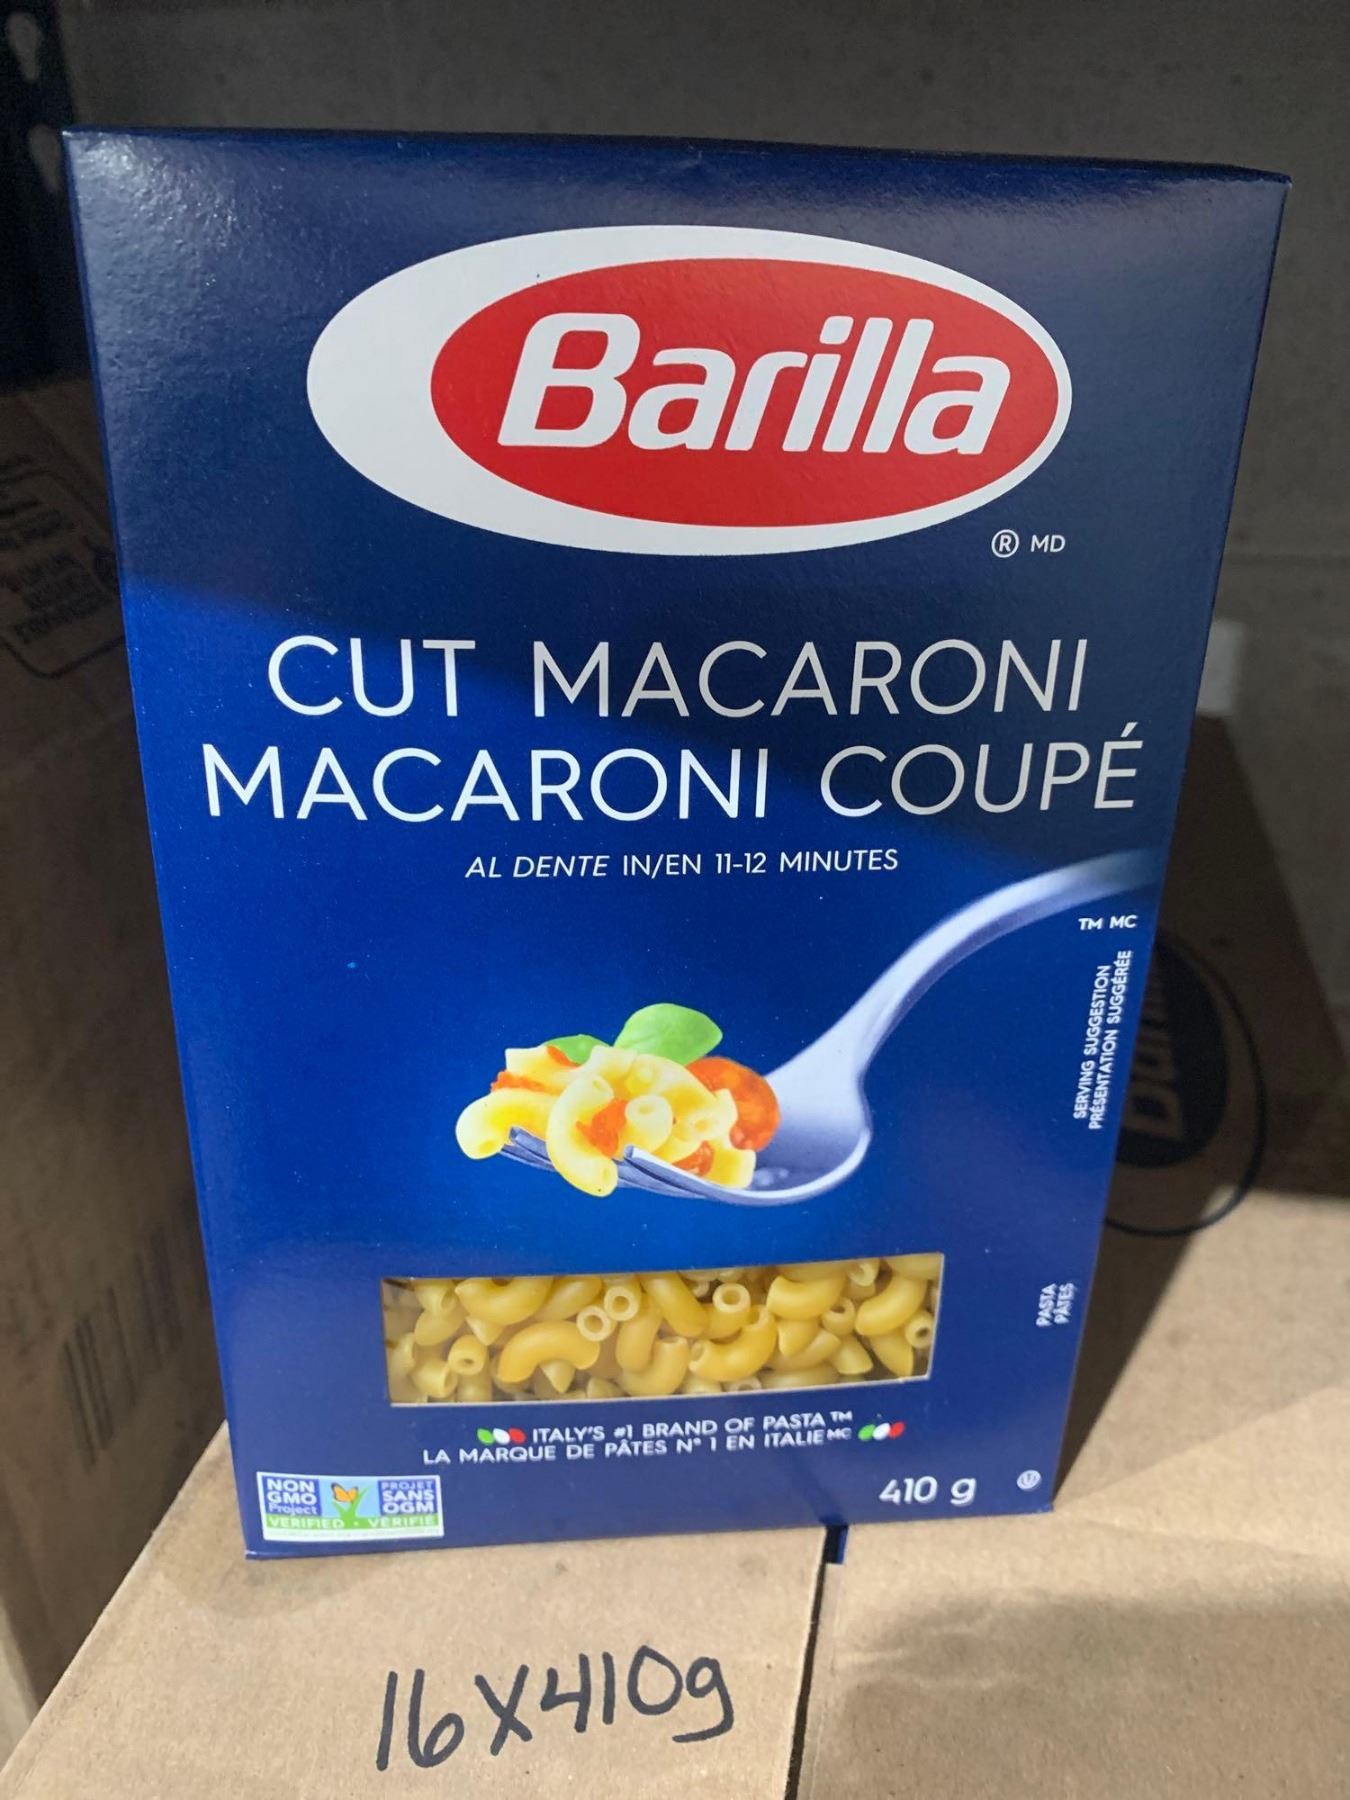 Barilla
® MD
CUT MACARONI
MACARONI COUPÉ
AL DENTE IN/EN 11-12 MINUTES
TM MC
SERVING SUGGESTION
PRÉSENTATION SUGGÉRÉE
PASTA
PÂTES
ITALY'S #1 BRAND OF PASTA TM
LA MARQUE DE PÂTES N° 1 EN ITALIE MC
NON
GMO
Project
VERIFIED
PROJET
SANS
OGM
VÉRIFIÉ
410 g
U
16X410g